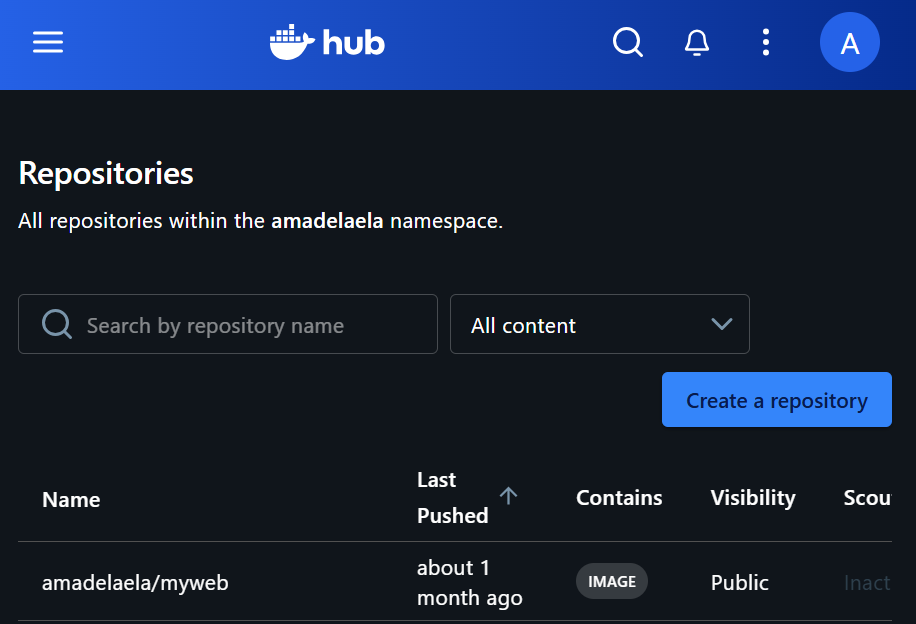 hub
A
Repositories
All repositories within the amadelaela namespace.
Search by repository name
All content
Create a repository
Name
Last
Pushed
Contains
Visibility
Scou
amadelaela/myweb
about 1
month ago
IMAGE
Public
Inact